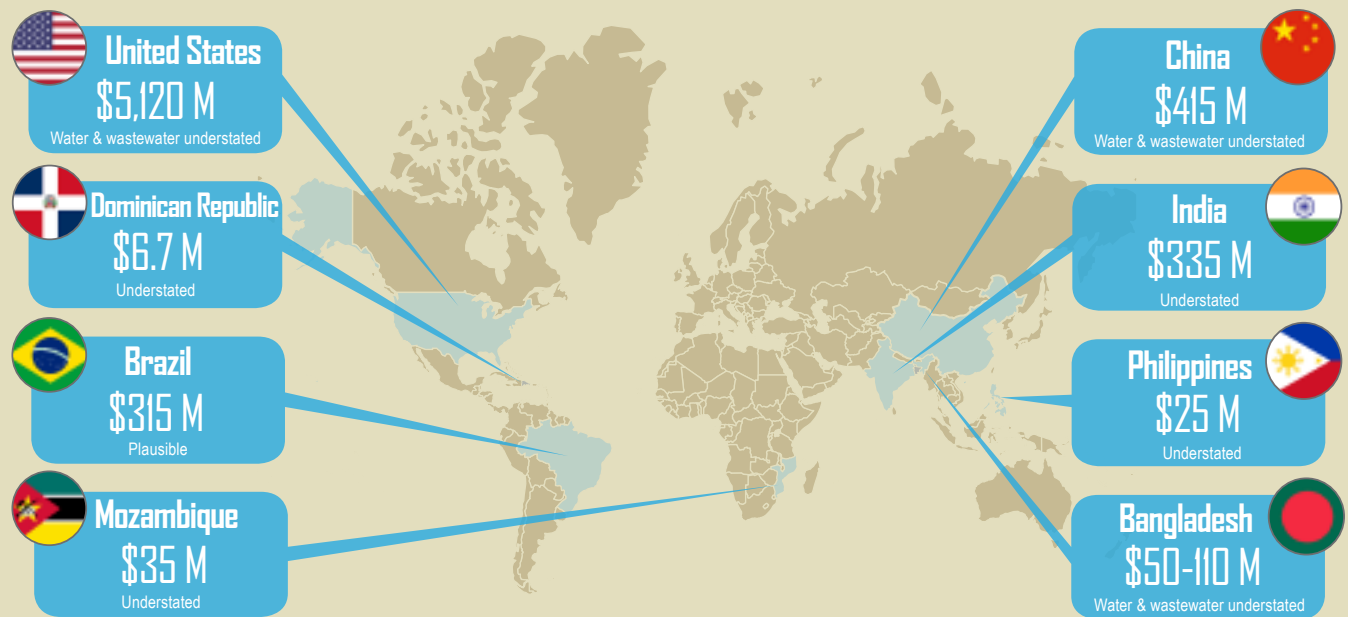 United States
$5,120 M
Water & wastewater understated
Dominican Republic
$6.7 M
Understated
Brazil
$315 M
Plausible
Mozambique
$35 M
Understated
China
$415 M
Water & wastewater understated
India
$335 M
Understated
Philippines
$25 M
Understated
Bangladesh
$50-110 M
Water & wastewater understated